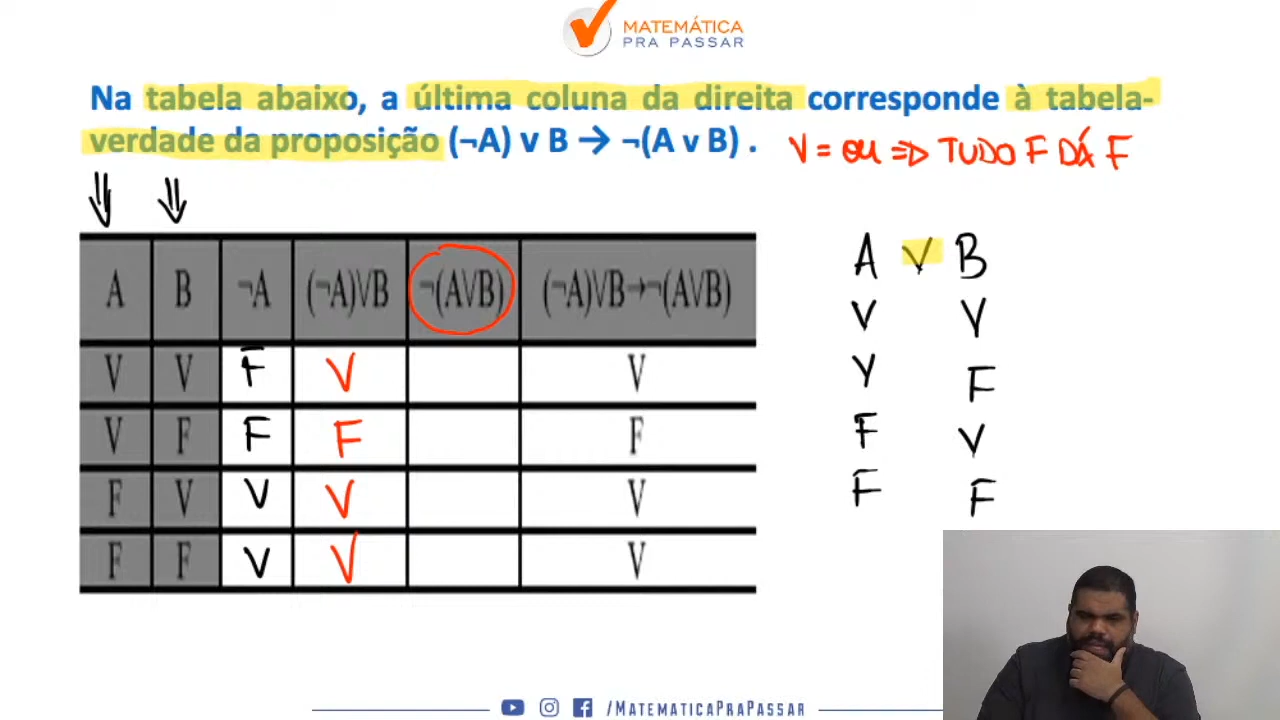 MATEMÁTICA
PRA PASSAR
Na tabela abaixo, a última coluna da direita corresponde à tabela-
verdade da proposição (¬A) v B → ¬(A v B) .
V = OU => TUDO F DÁ F
A B ¬A (¬A)VB ¬(AVB) (¬A)VB→¬(AVB)
V V F V V
V F F F F
F V V V V
F F V V V
A V B
V V
V F
F V
F F
/MATEMATICAPRAPASSAR